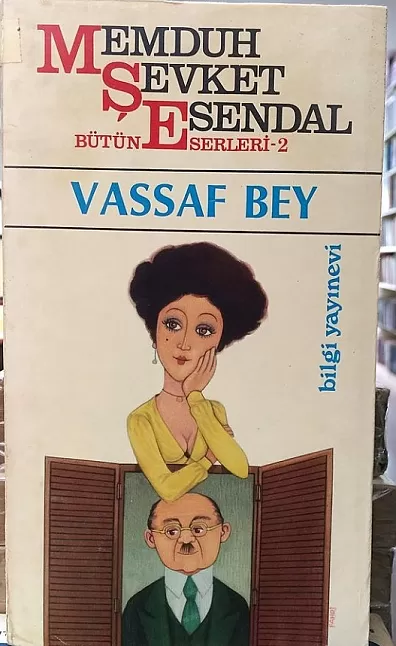 MEMDUH
ŞEVKET
ESENDAL
BÜTÜN ESERLERİ-2
VASSAF BEY
bilgi yayınevi